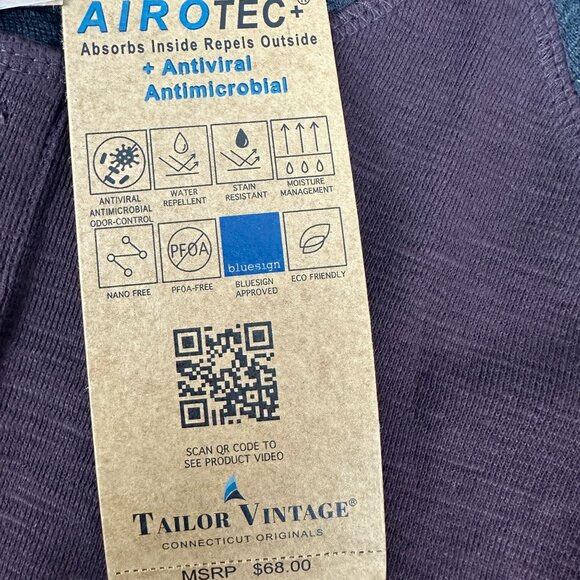 AIROTEC+®
Absorbs Inside Repels Outside
+ Antiviral
Antimicrobial
ANTIVIRAL
ANTIMICROBIAL
ODOR-CONTROL
WATER
REPELLENT
STAIN
RESISTANT
MOISTURE
MANAGEMENT
PFOA
bluesign
NANO FREE
PFOA-FREE
BLUESIGN
APPROVED
ECO FRIENDLY
SCAN QR CODE TO
SEE PRODUCT VIDEO
TAILOR VINTAGE®
CONNECTICUT ORIGINALS
MSRP $68.00